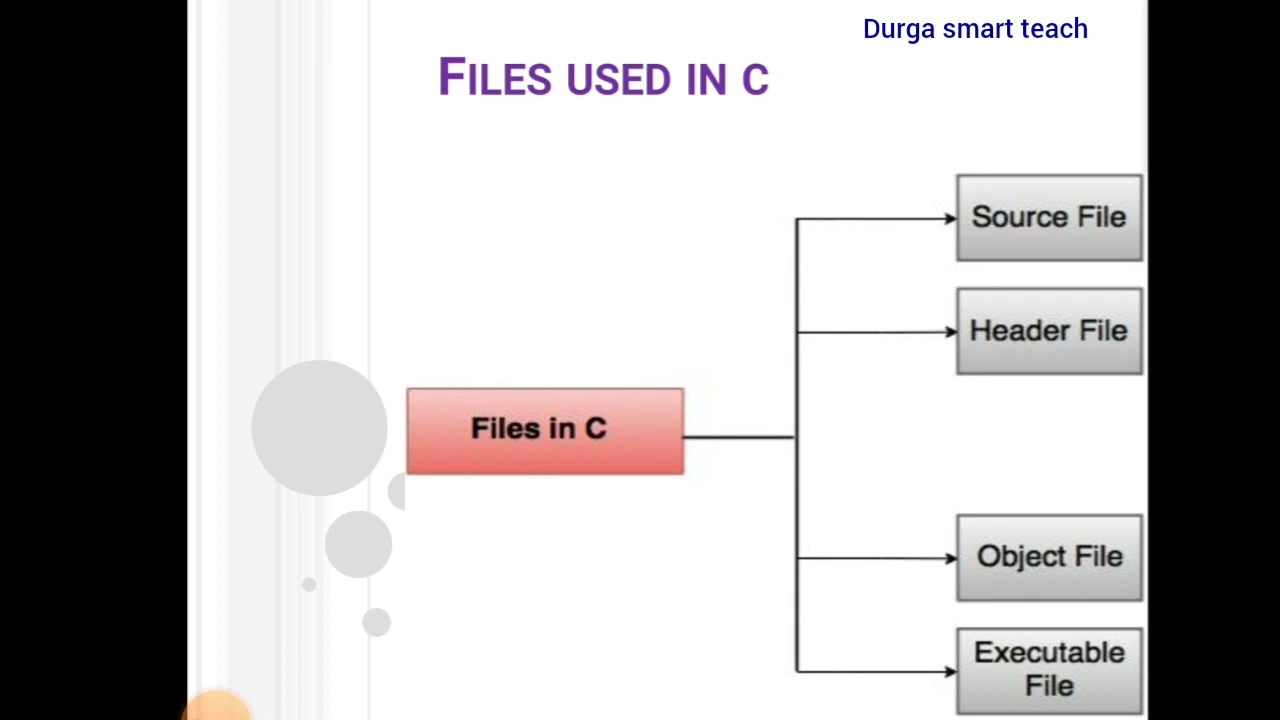 Durga smart teach
FILES USED IN C
Source File
Header File
Files in C
Object File
Executable
File